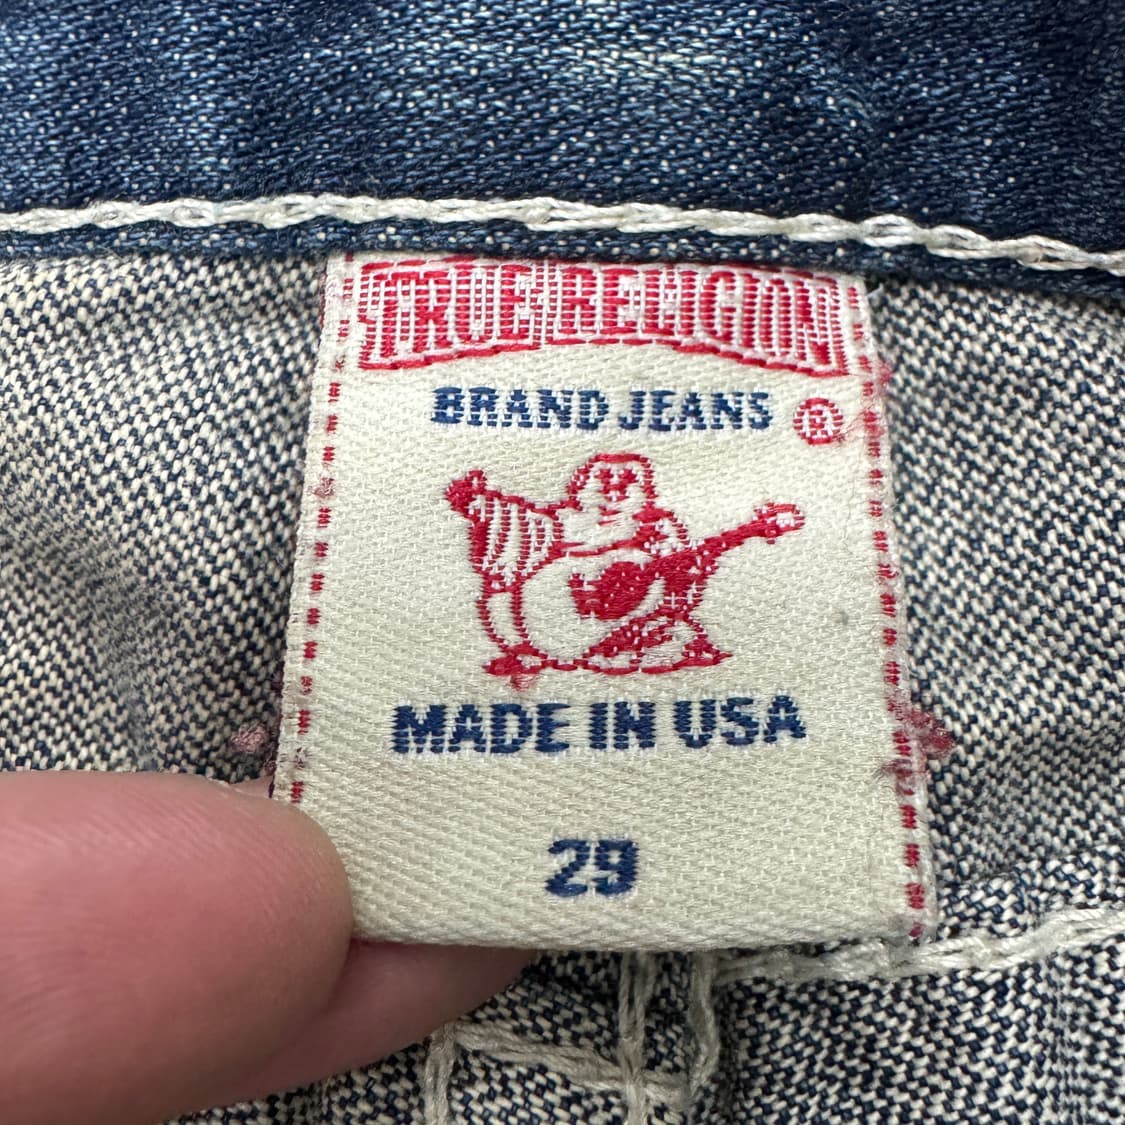 TRUE RELIGION
BRAND JEANS ®
MADE IN USA
29